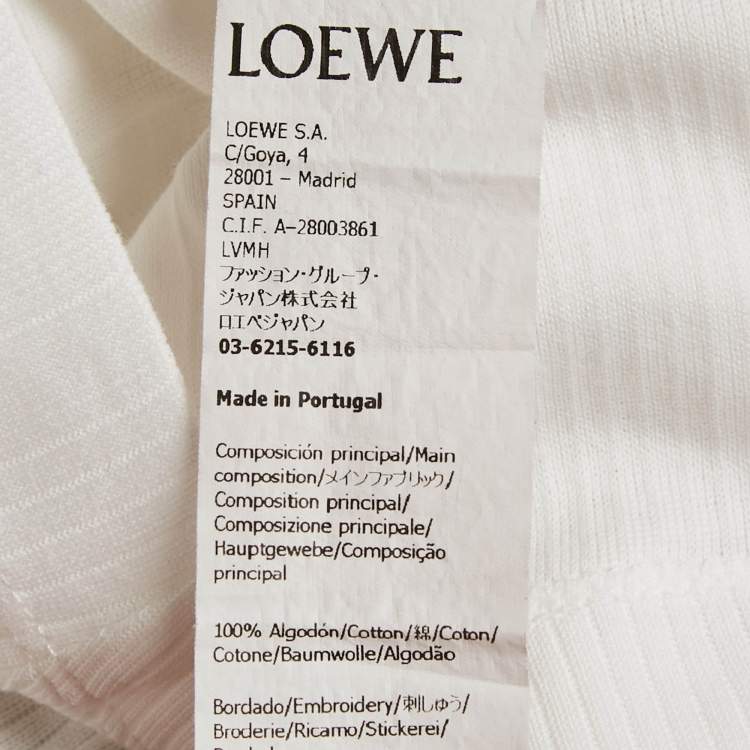 LOEWE
LOEWE S.A.
C/Goya, 4
28001 – Madrid
SPAIN
C.I.F. A-28003861
LVMH
ファッション・グループ・
ジャパン株式会社
ロエベジャパン
03-6215-6116
Made in Portugal
Composición principal/Main
composition/メインファブリック/
Composition principal/
Composizione principale/
Hauptgewebe/Composição
principal
100% Algodón/Cotton/綿/Coton/
Cotone/Baumwolle/Algodão
Bordado/Embroidery/刺しゅう/
Broderie/Ricamo/Stickerei/